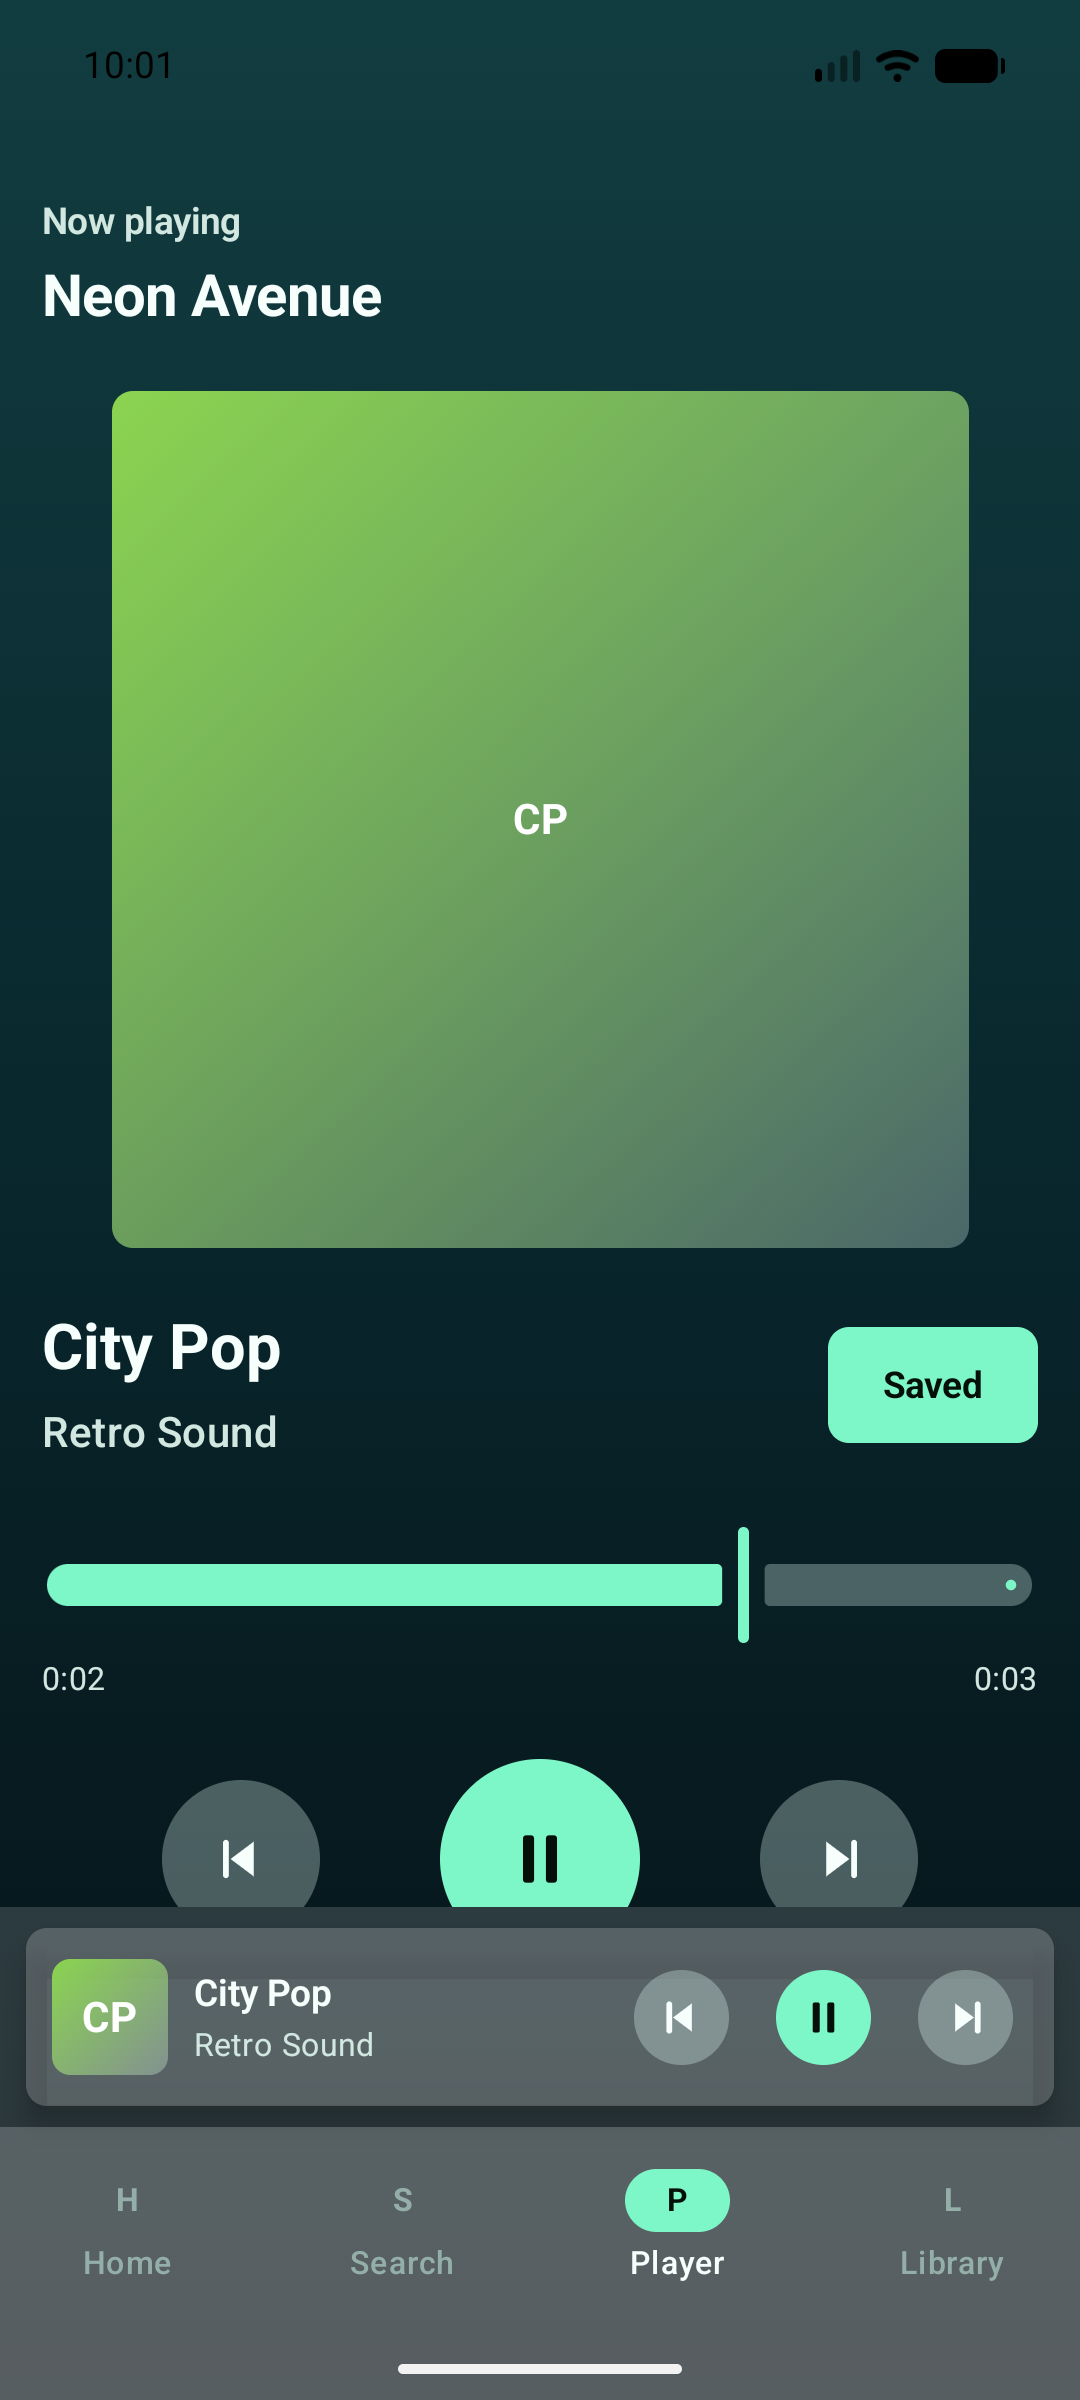 10:01
Now playing
Neon Avenue
CP
City Pop
Retro Sound
Saved
0:02
0:03
CP
City Pop
Retro Sound
H
S
P
L
Home
Search
Player
Library